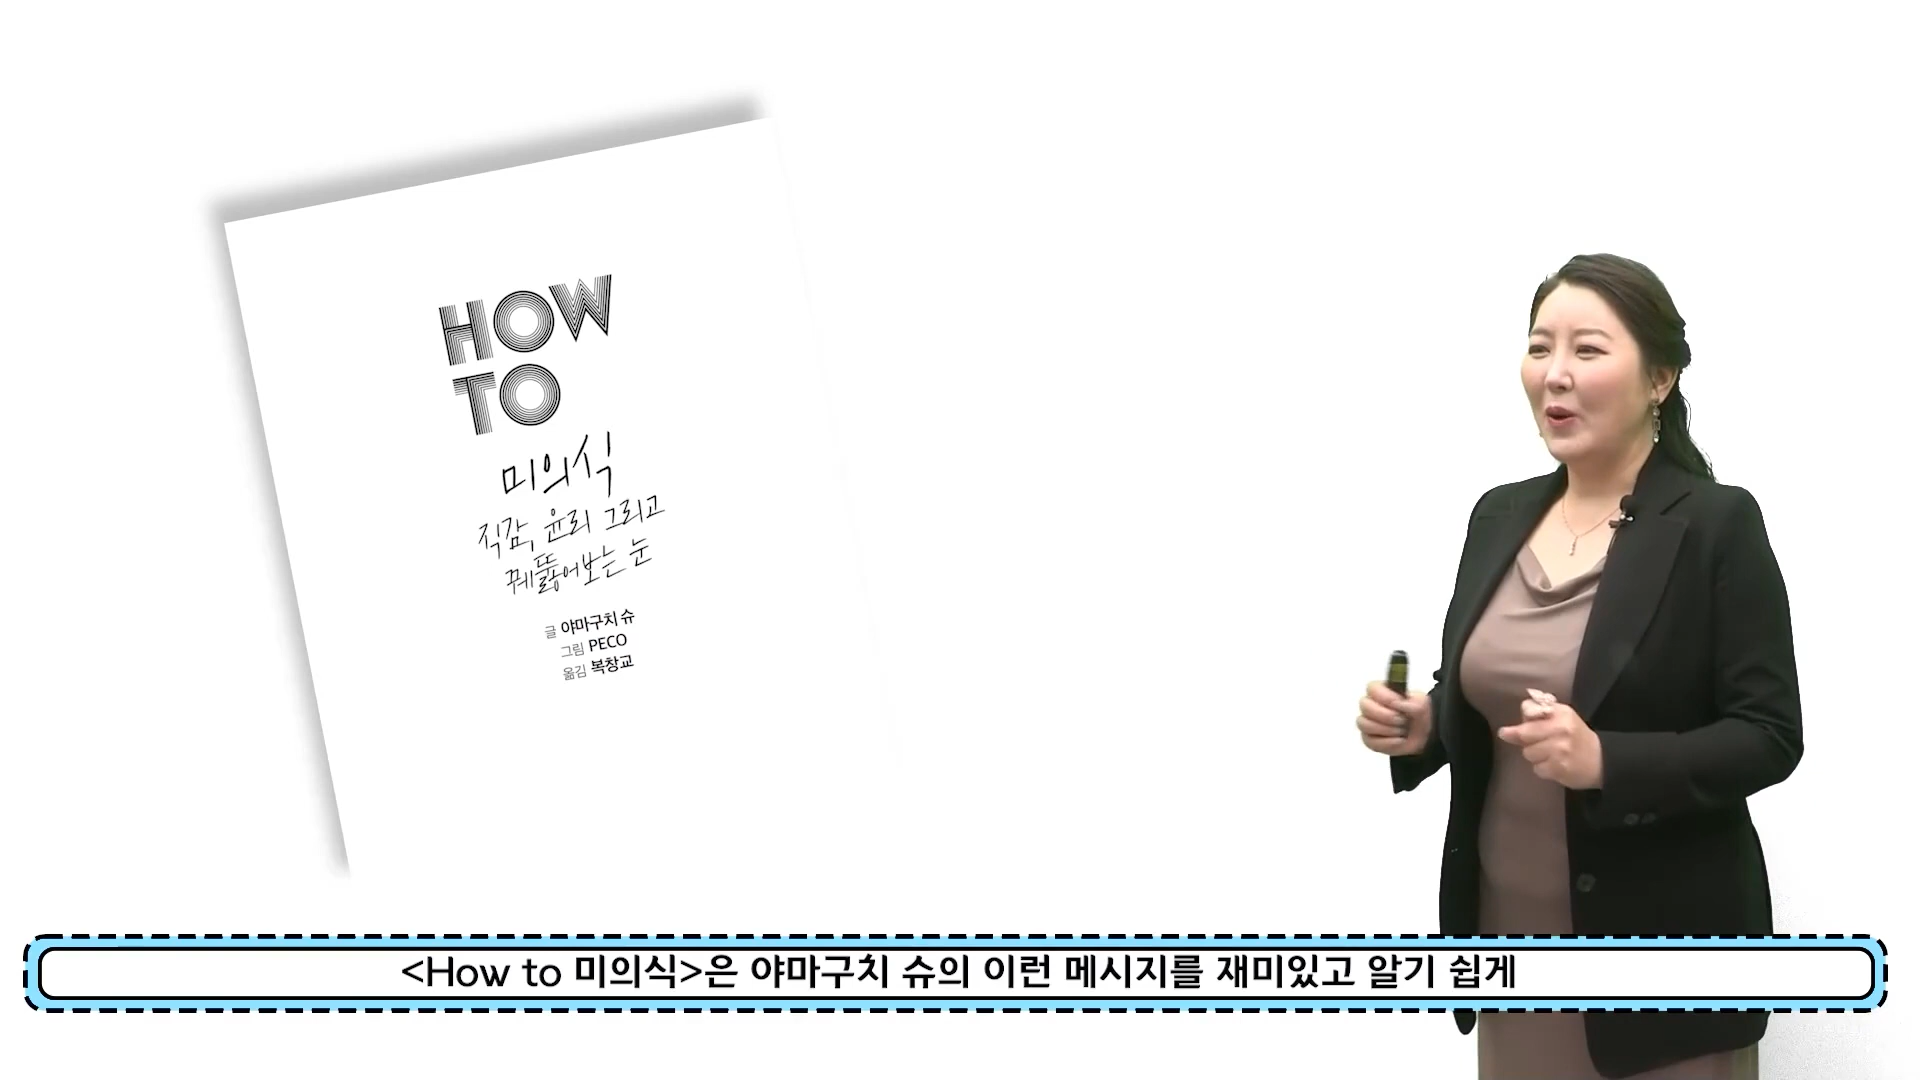 HOW
TO
미의식
직감, 윤리 그리고
꿰뚫어보는 눈
글 야마구치 슈
그림 PECO
옮김 복창교
<How to 미의식>은 야마구치 슈의 이런 메시지를 재미있고 알기 쉽게